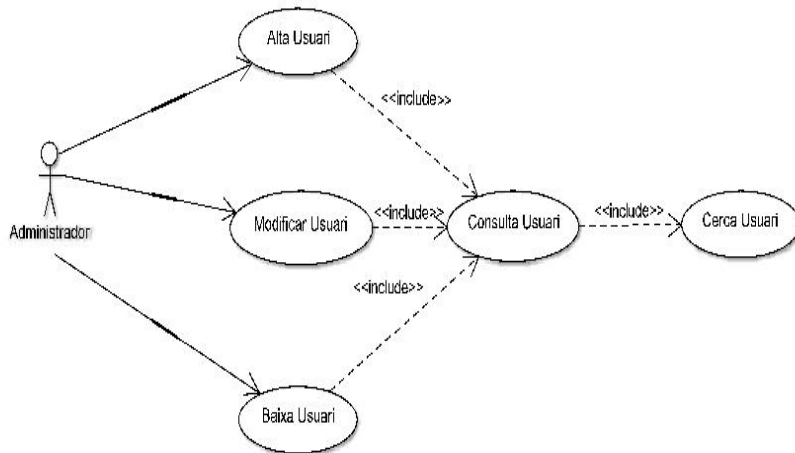 Alta Usuari
<<include>>
Administrador
Modificar Usuari
<<include>>
Consulta Usuari
<<include>>
Cerca Usuari
<<include>>
Baixa Usuari